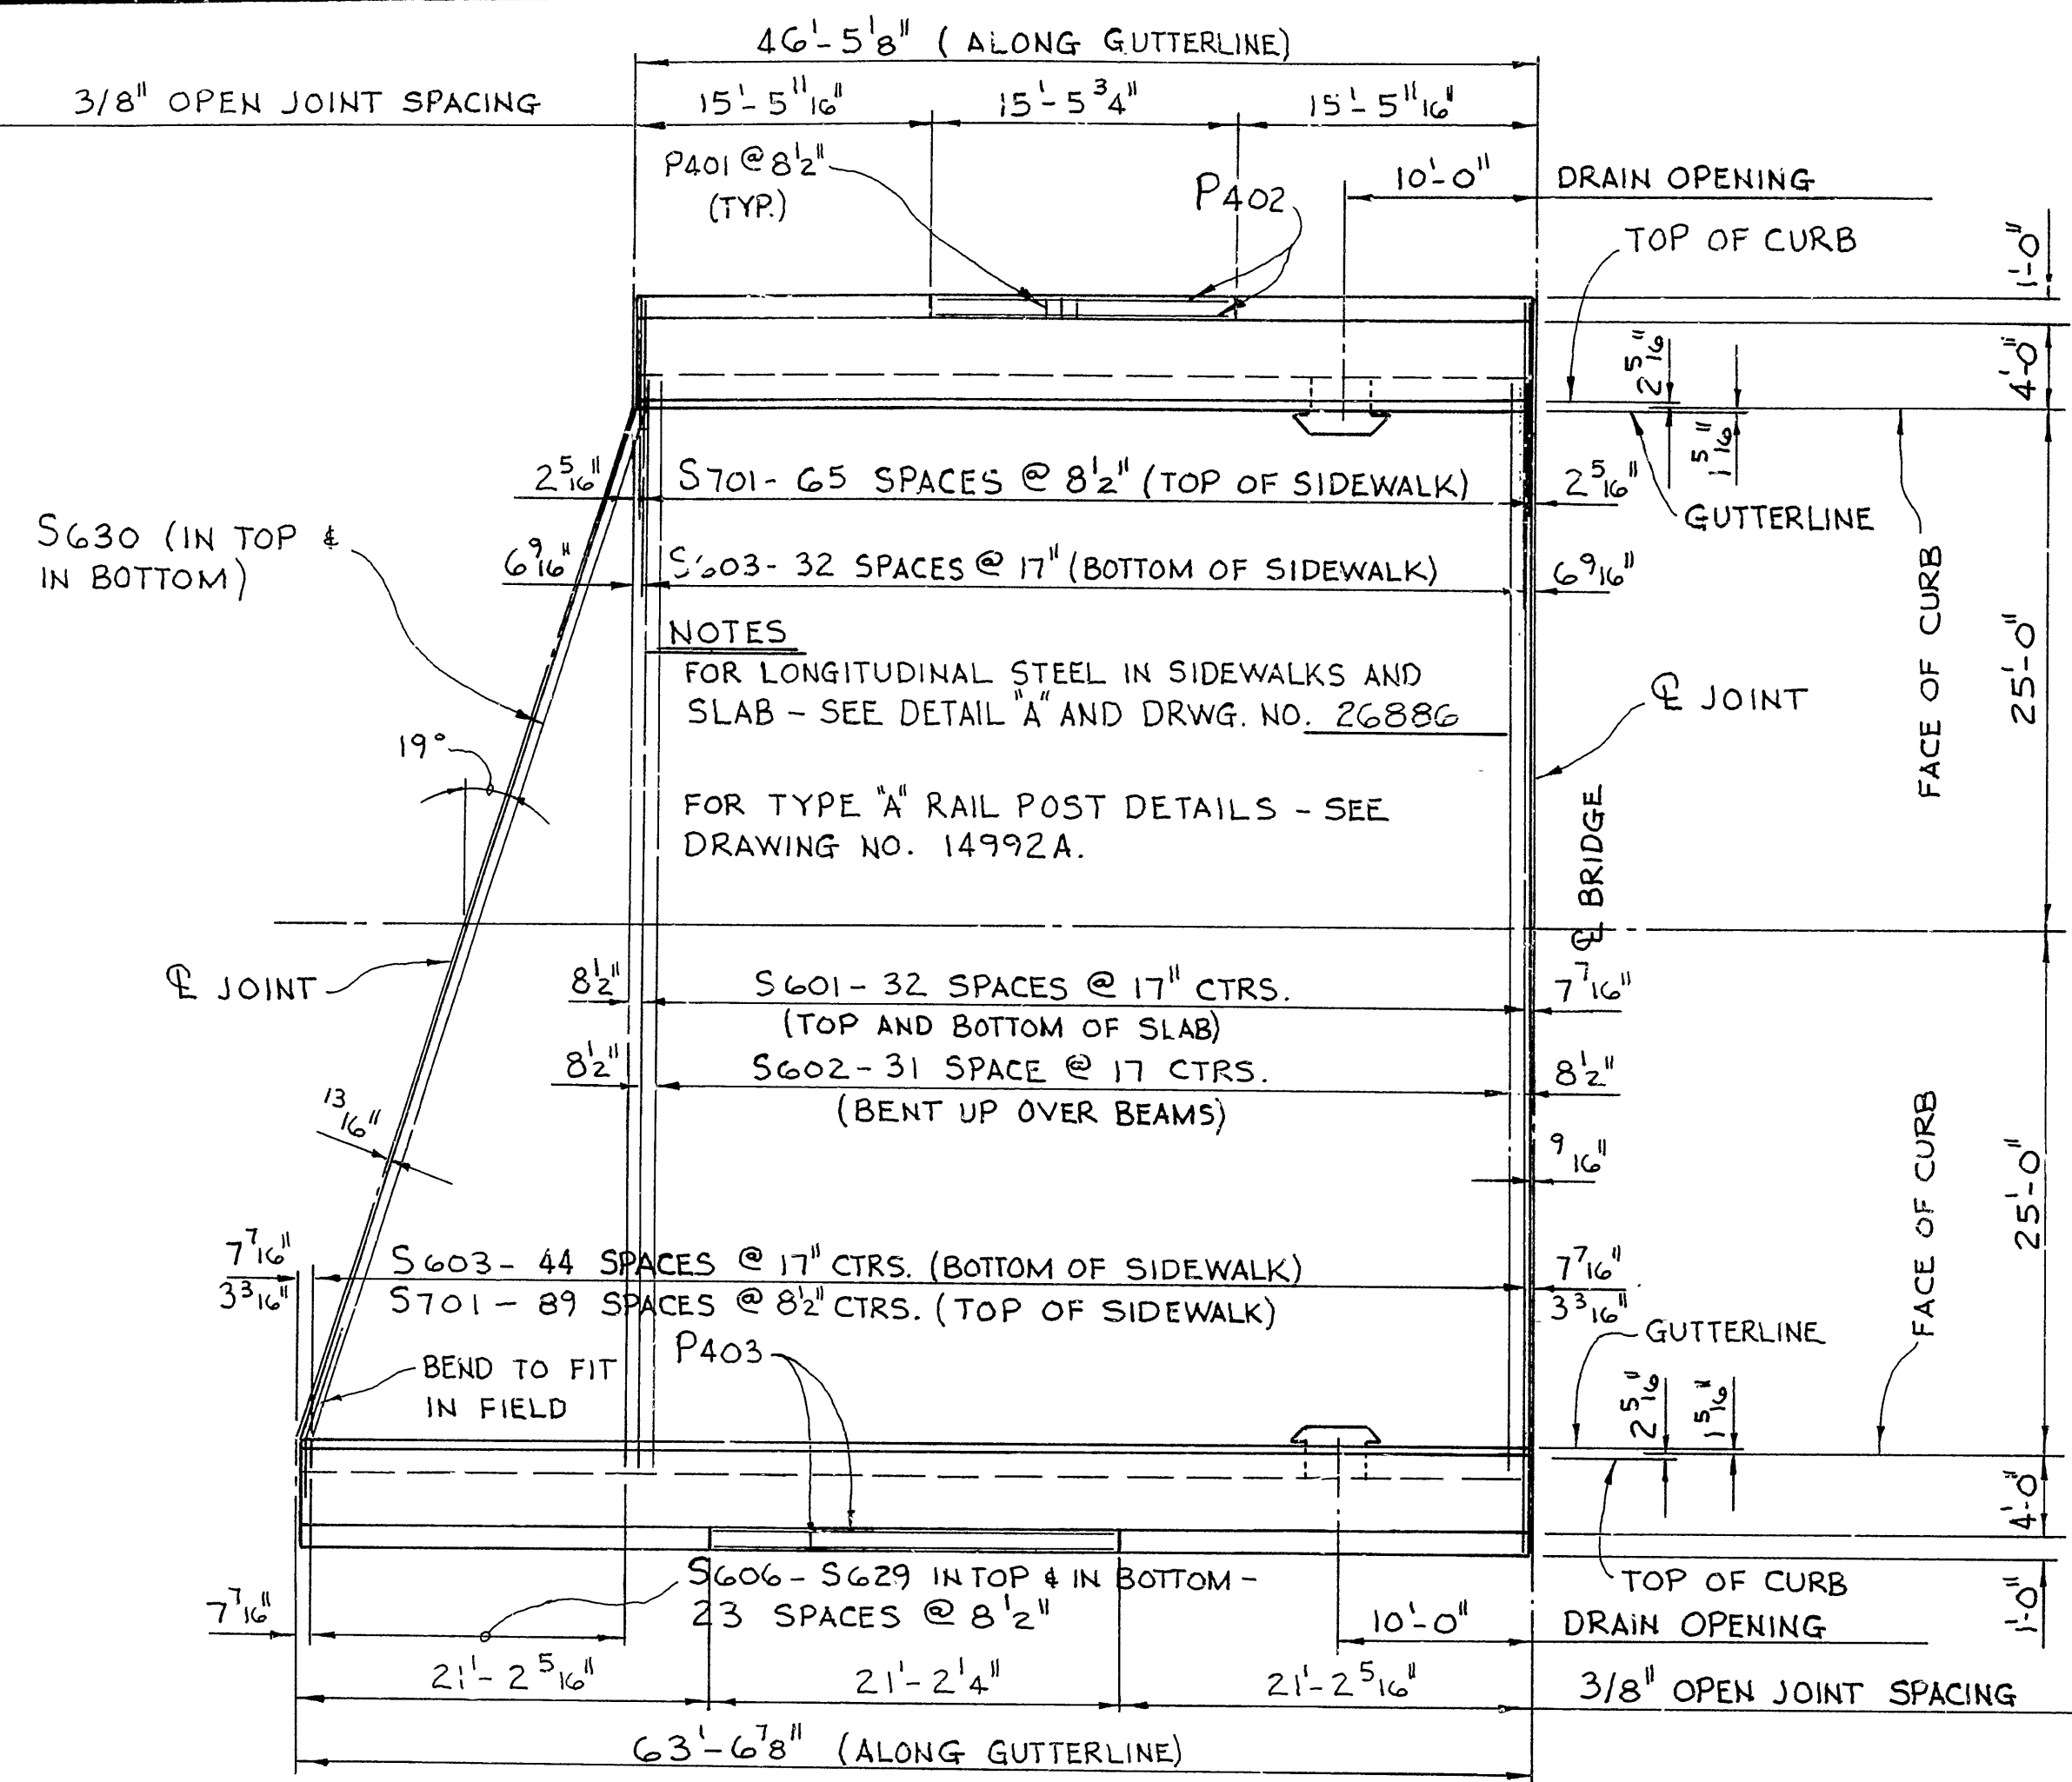 46'-5 1/8" (ALONG GUTTERLINE)
3/8" OPEN JOINT SPACING
15'-5 11/16"
15'-5 3/4"
15'-5 11/16"
P401 @ 8 1/2"
(TYP.)
P402
10'-0"
DRAIN OPENING
TOP OF CURB
1'-0"
4'-0"
2 5/16"
1 5/16"
2 5/16"
S701- 65 SPACES @ 8 1/2" (TOP OF SIDEWALK)
2 5/16"
GUTTERLINE
S630 (IN TOP &
IN BOTTOM)
6 9/16"
S603- 32 SPACES @ 17" (BOTTOM OF SIDEWALK)
6 9/16"
FACE OF CURB
25'-0"
NOTES
FOR LONGITUDINAL STEEL IN SIDEWALKS AND
SLAB - SEE DETAIL "A" AND DRWG. NO. 26886
℄ JOINT
19°
FOR TYPE "A" RAIL POST DETAILS - SEE
DRAWING NO. 14992A.
℄ BRIDGE
℄ JOINT
8 1/2"
S601- 32 SPACES @ 17" CTRS.
(TOP AND BOTTOM OF SLAB)
7 7/16"
8 1/2"
S602-31 SPACE @ 17 CTRS.
(BENT UP OVER BEAMS)
8 1/2"
13/16"
9/16"
FACE OF CURB
25'-0"
7 7/16"
S603- 44 SPACES @ 17" CTRS. (BOTTOM OF SIDEWALK)
7 7/16"
3 3/16"
S701- 89 SPACES @ 8 1/2" CTRS. (TOP OF SIDEWALK)
3 3/16"
GUTTERLINE
P403
BEND TO FIT
IN FIELD
2 5/16"
1 5/16"
4'-0"
S606-S629 IN TOP & IN BOTTOM-
23 SPACES @ 8 1/2"
TOP OF CURB
1'-0"
7 7/16"
10'-0"
DRAIN OPENING
21'-2 5/16"
21'-2 1/4"
21'-2 5/16"
3/8" OPEN JOINT SPACING
63'-6 7/8" (ALONG GUTTERLINE)